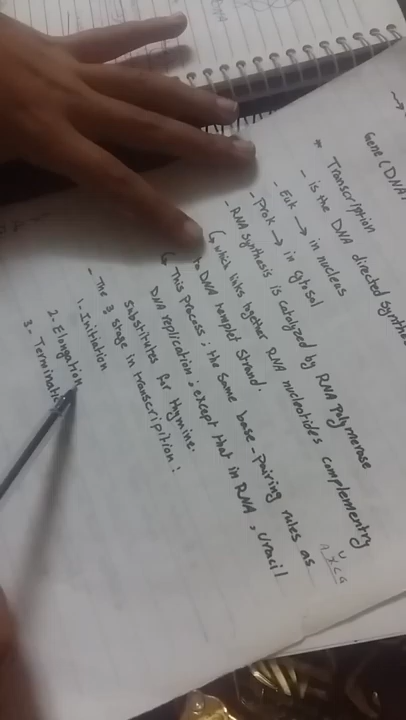 Gene (DNA)
* Transcription
- is the DNA directed synthe
- Euk → in nucleus
- Prok → in cytosol
- RNA synthesis is catalyzed by RNA Polymerase
↳ which links together RNA nucleotides complementry
to DNA templet strand.
↳ This process ; the same base-pairing rules as
DNA replication ; except that in RNA , Uracil
substitutes for thymine.
- The 3 stage in transcripition :
1. Initiation
2. Elongation
3- Terminati
U
A X C G